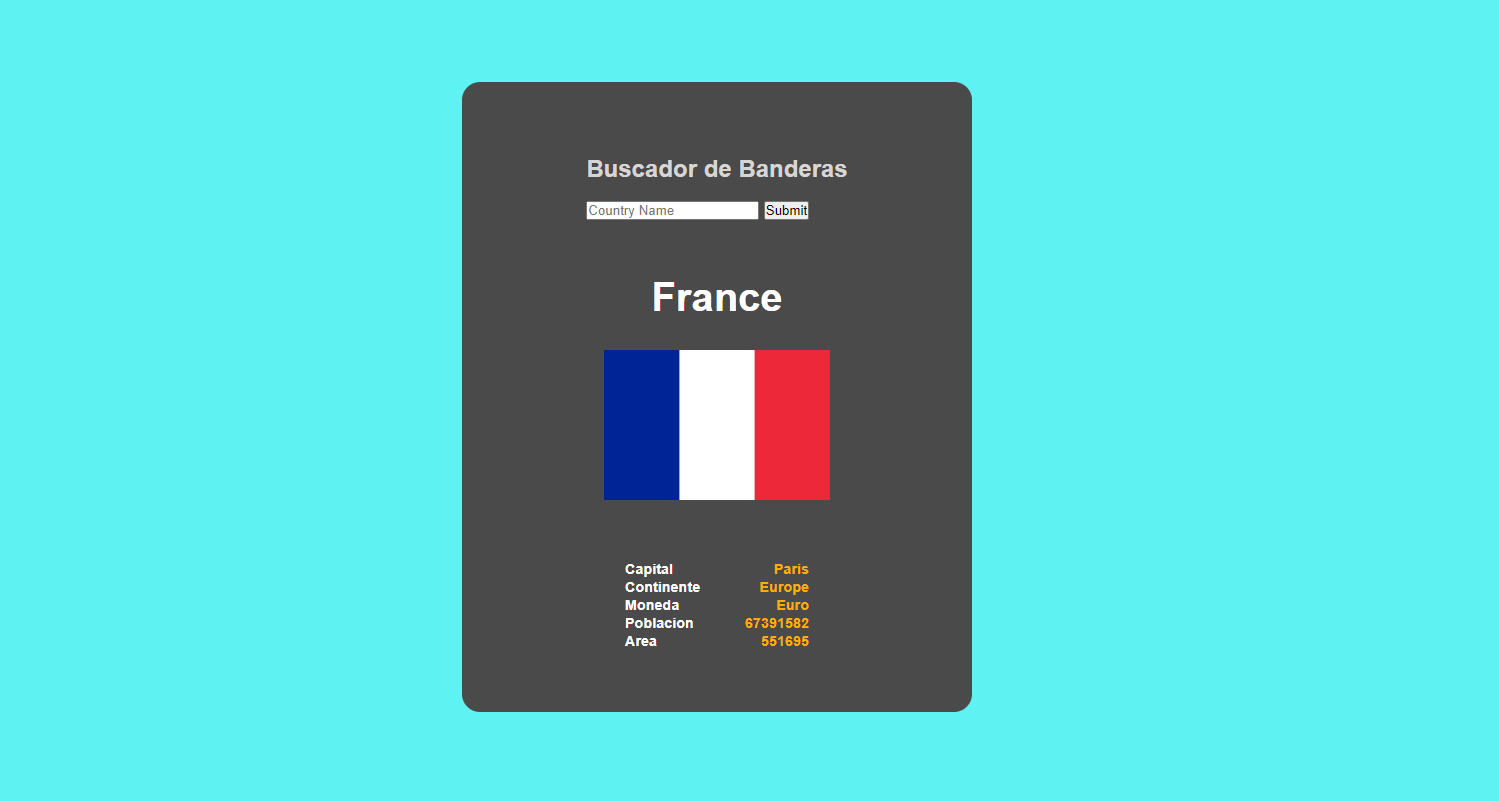 Buscador de Banderas
Country Name Submit
France
Capital Paris
Continente Europe
Moneda Euro
Poblacion 67391582
Area 551695